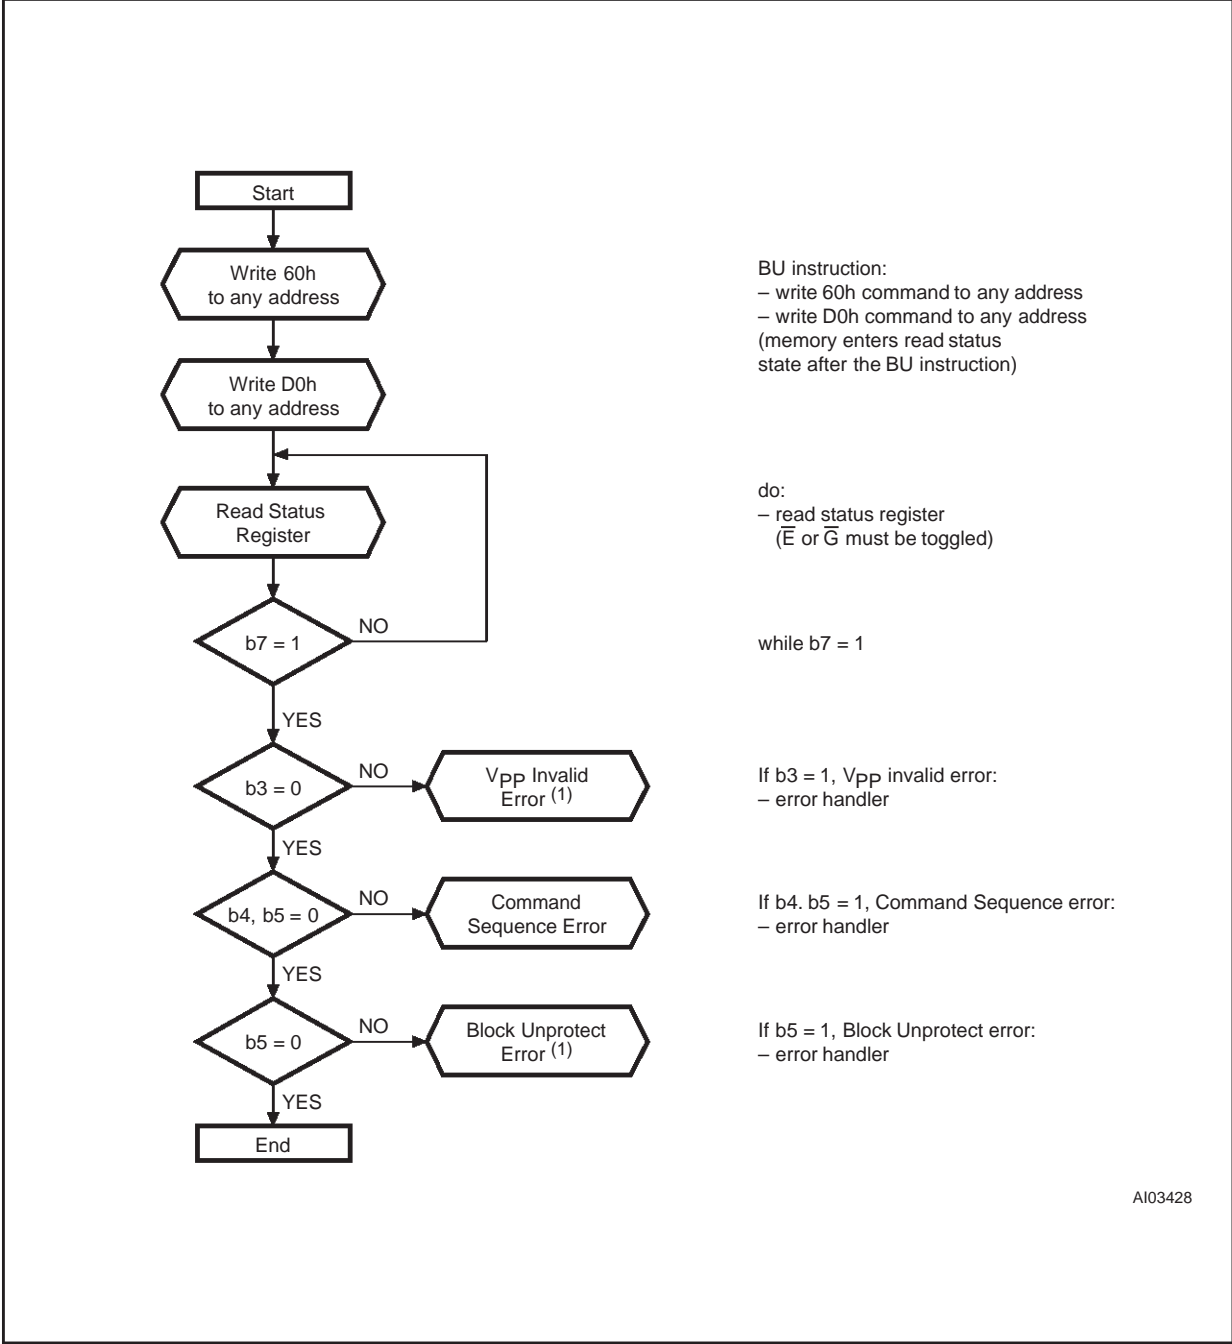 Start
Write 60h
to any address
BU instruction:
– write 60h command to any address
– write D0h command to any address
(memory enters read status
state after the BU instruction)
Write D0h
to any address
Read Status
Register
do:
– read status register
(E̅ or G̅ must be toggled)
b7 = 1
NO
while b7 = 1
YES
b3 = 0
NO
VPP Invalid
Error (1)
If b3 = 1, VPP invalid error:
– error handler
YES
b4, b5 = 0
NO
Command
Sequence Error
If b4. b5 = 1, Command Sequence error:
– error handler
YES
b5 = 0
NO
Block Unprotect
Error (1)
If b5 = 1, Block Unprotect error:
– error handler
YES
End
AI03428